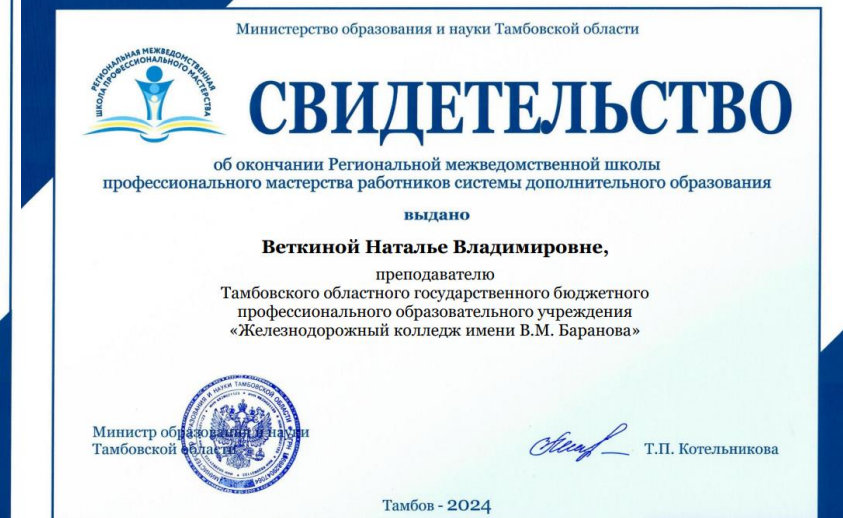 Министерство образования и науки Тамбовской области
РЕГИОНАЛЬНАЯ МЕЖВЕДОМСТВЕННАЯ
ШКОЛА ПРОФЕССИОНАЛЬНОГО МАСТЕРСТВА
СВИДЕТЕЛЬСТВО
об окончании Региональной межведомственной школы
профессионального мастерства работников системы дополнительного образования
выдано
Веткиной Наталье Владимировне,
преподавателю
Тамбовского областного государственного бюджетного
профессионального образовательного учреждения
«Железнодорожный колледж имени В.М. Баранова»
Министр образования и науки
Тамбовской области
Т.П. Котельникова
Тамбов - 2024